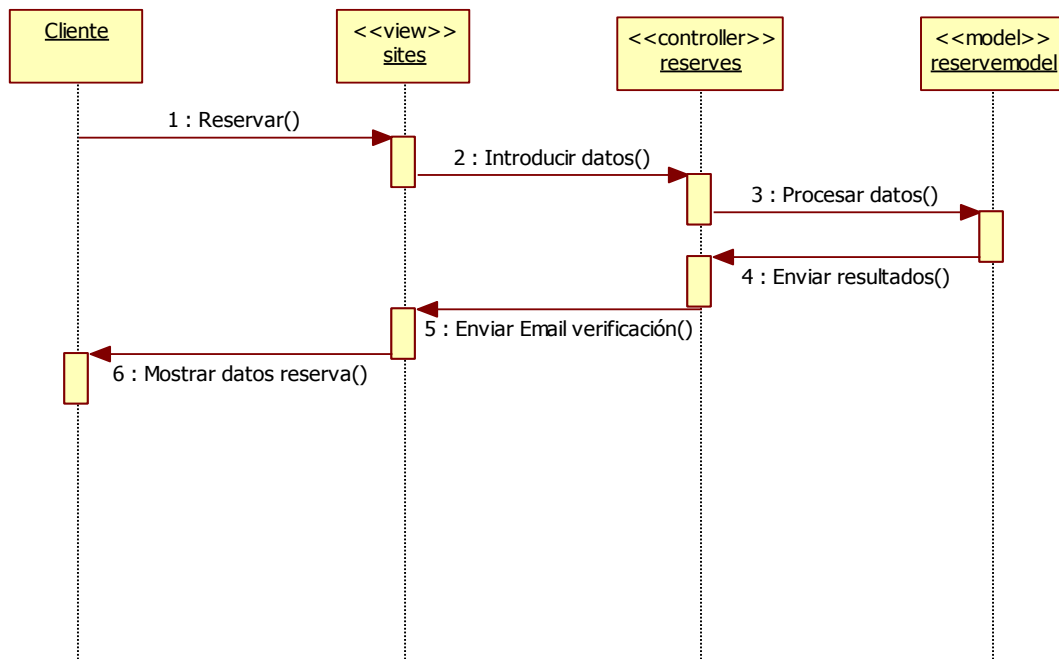 Cliente
<<view>>
sites
<<controller>>
reserves
<<model>>
reservemodel
1 : Reservar()
2 : Introducir datos()
3 : Procesar datos()
4 : Enviar resultados()
5 : Enviar Email verificación()
6 : Mostrar datos reserva()